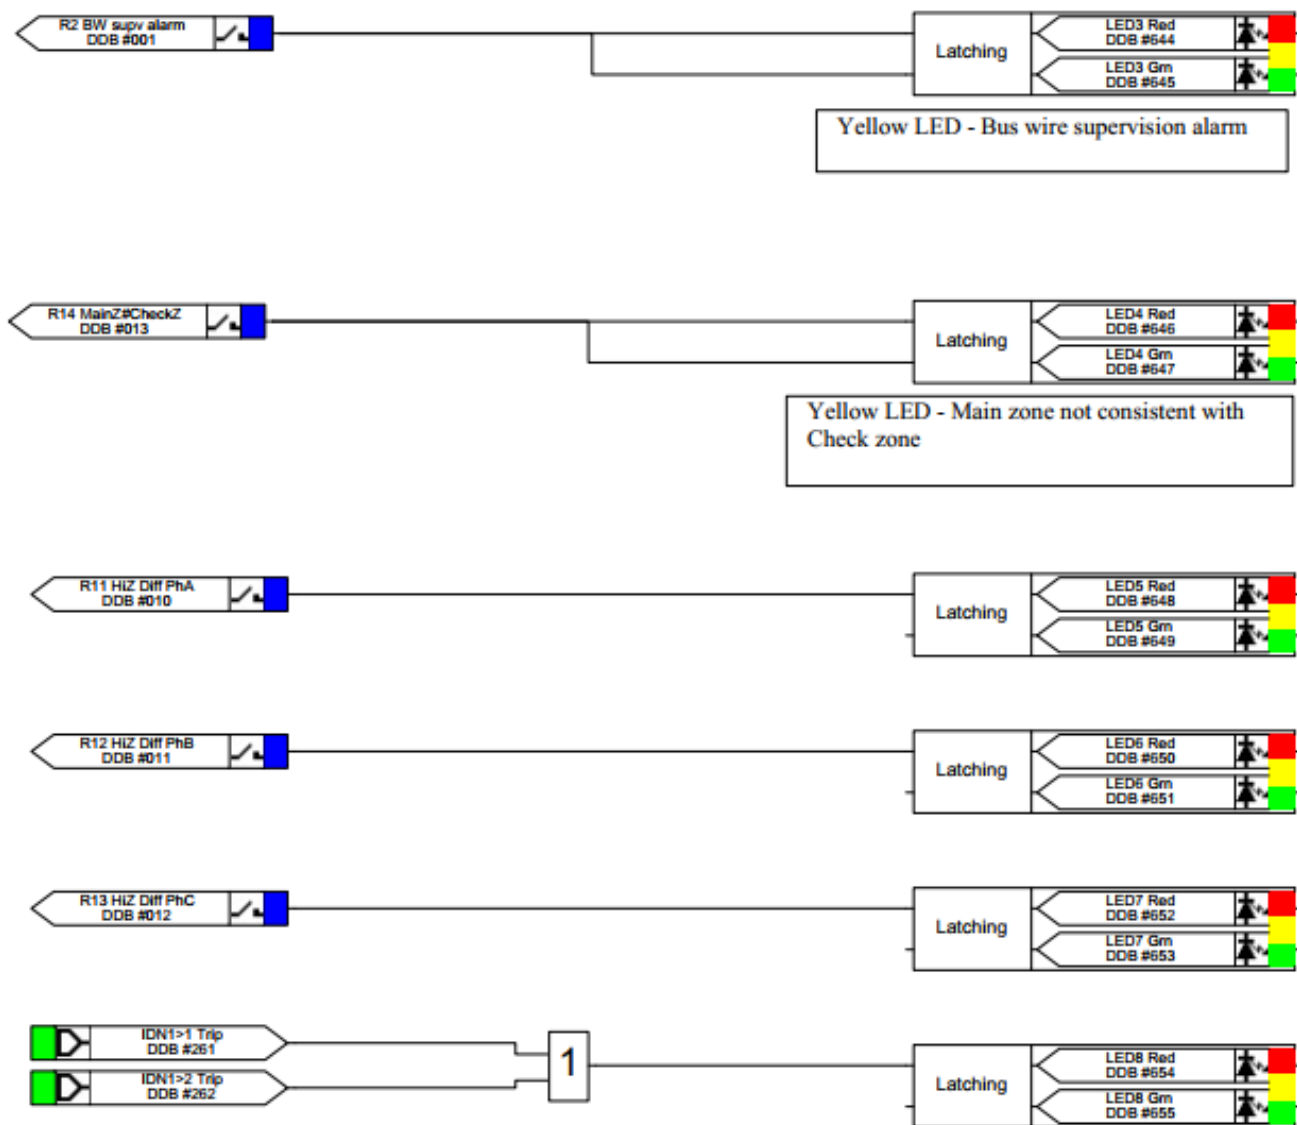 R2 BW supv alarm
DDB #001
Latching
LED3 Red
DDB #644
LED3 Grn
DDB #645
Yellow LED - Bus wire supervision alarm
R14 MainZ#CheckZ
DDB #013
Latching
LED4 Red
DDB #646
LED4 Grn
DDB #647
Yellow LED - Main zone not consistent with
Check zone
R11 HiZ Diff PhA
DDB #010
Latching
LED5 Red
DDB #648
LED5 Grn
DDB #649
R12 HiZ Diff PhB
DDB #011
Latching
LED6 Red
DDB #650
LED6 Grn
DDB #651
R13 HiZ Diff PhC
DDB #012
Latching
LED7 Red
DDB #652
LED7 Grn
DDB #653
IDN1>1 Trip
DDB #261
IDN1>2 Trip
DDB #262
1
Latching
LED8 Red
DDB #654
LED8 Grn
DDB #655